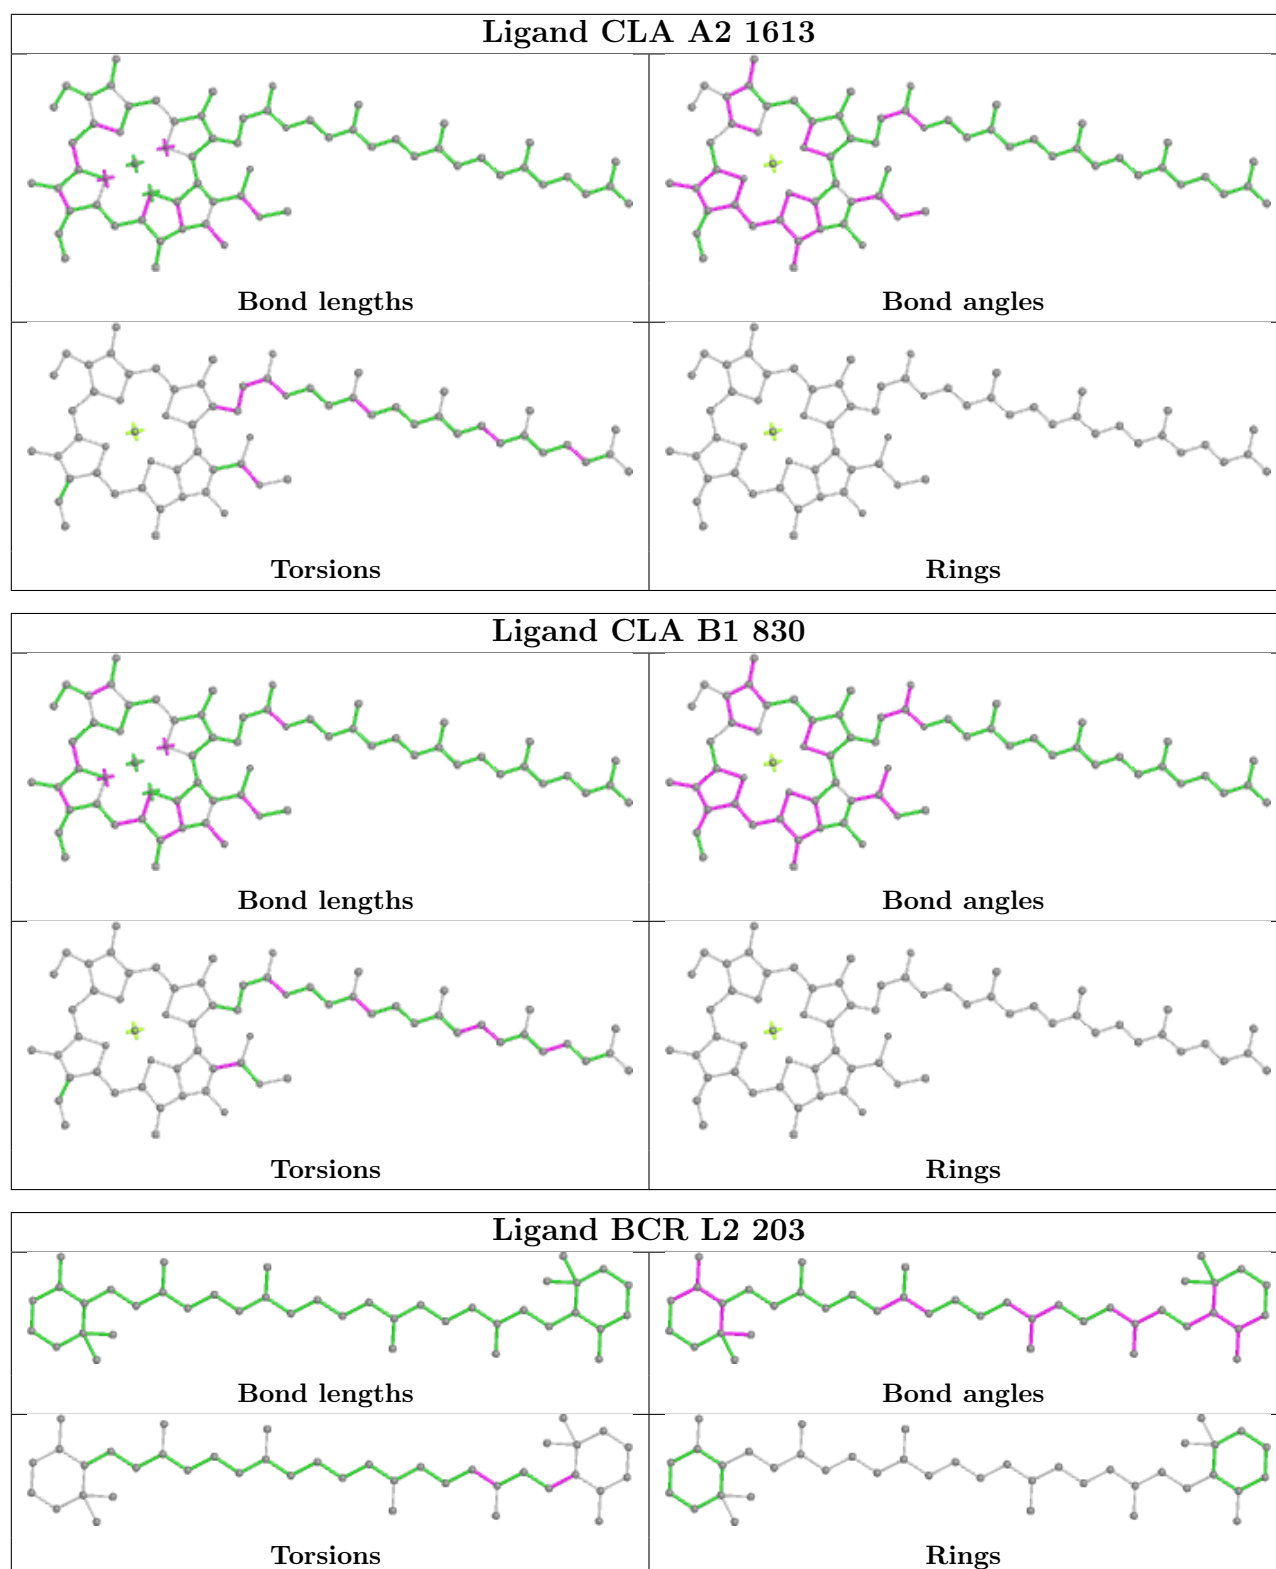 Ligand CLA A2 1613
Bond lengths
Bond angles
Torsions
Rings
Ligand CLA B1 830
Bond lengths
Bond angles
Torsions
Rings
Ligand BCR L2 203
Bond lengths
Bond angles
Torsions
Rings